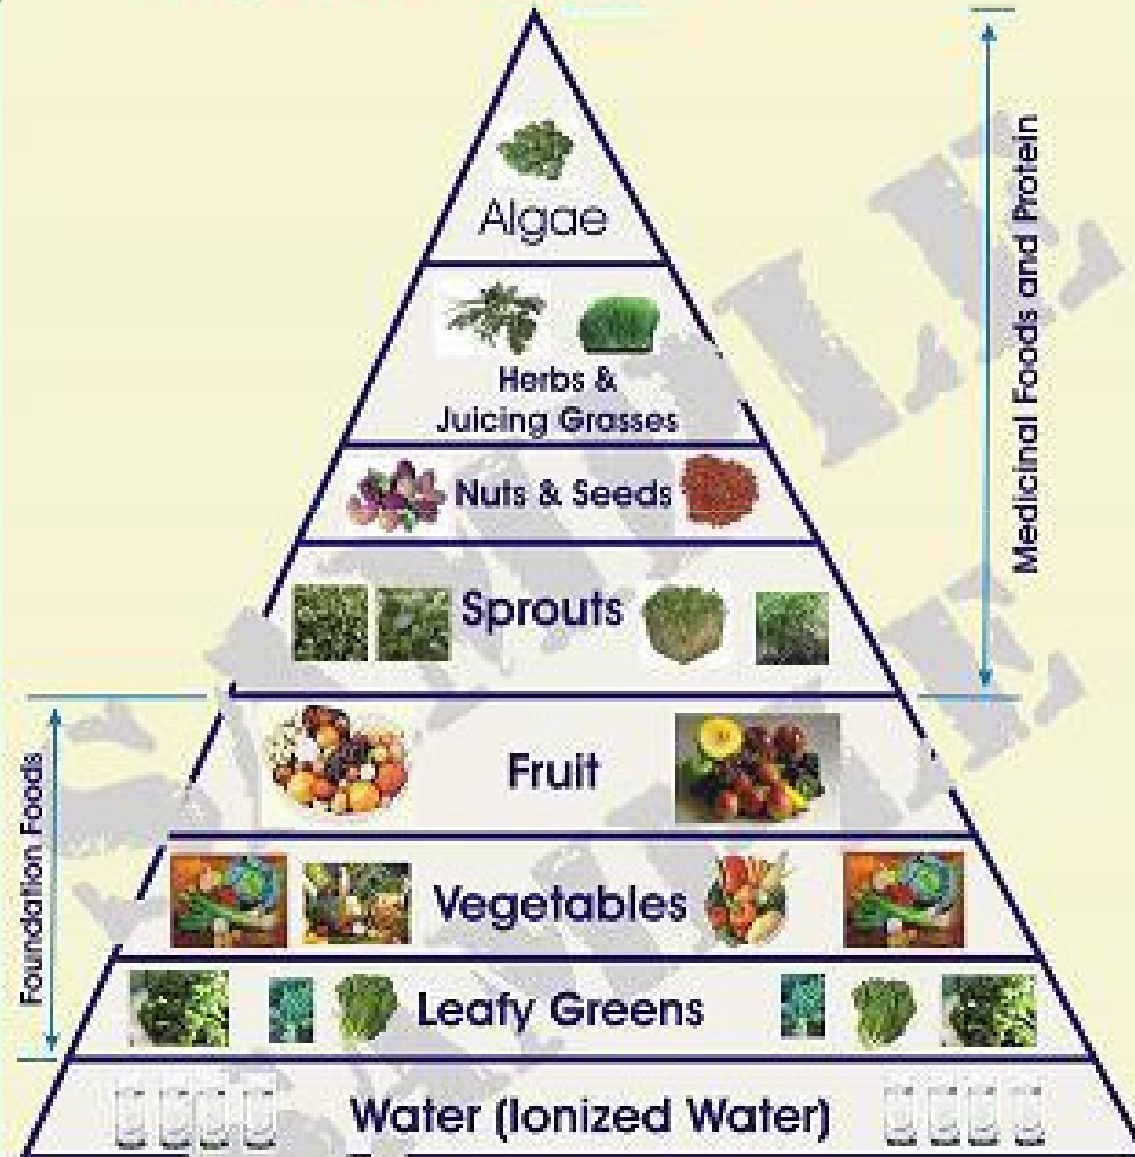 Algae
Herbs &
Juicing Grasses
Nuts & Seeds
Sprouts
Fruit
Vegetables
Leafy Greens
Water (Ionized Water)
Medicinal Foods and Protein
Foundation Foods